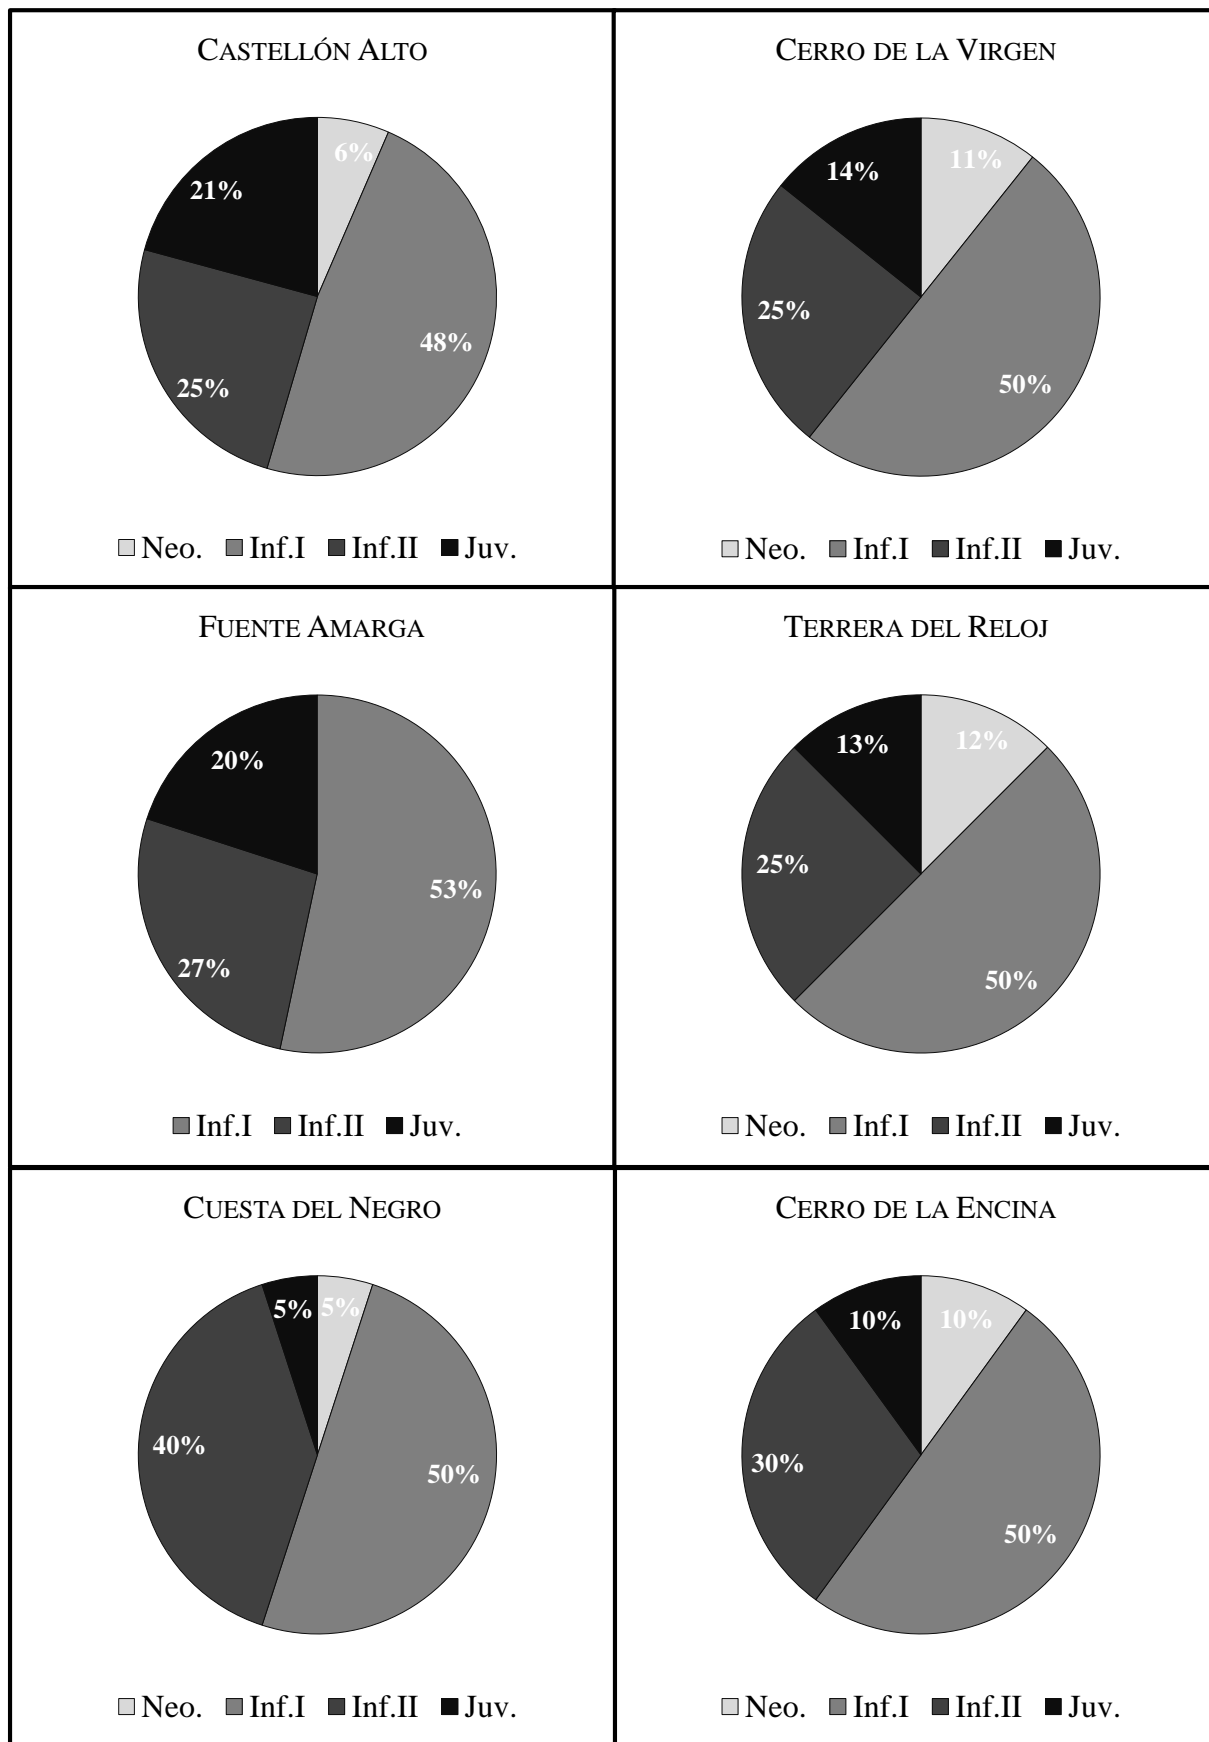 CASTELLÓN ALTO
6%
21%
48%
25%
Neo. Inf.I Inf.II Juv.
CERRO DE LA VIRGEN
11%
14%
25%
50%
Neo. Inf.I Inf.II Juv.
FUENTE AMARGA
20%
53%
27%
Inf.I Inf.II Juv.
TERRERA DEL RELOJ
13% 12%
25%
50%
Neo. Inf.I Inf.II Juv.
CUESTA DEL NEGRO
5% 5%
40%
50%
Neo. Inf.I Inf.II Juv.
CERRO DE LA ENCINA
10% 10%
30%
50%
Neo. Inf.I Inf.II Juv.